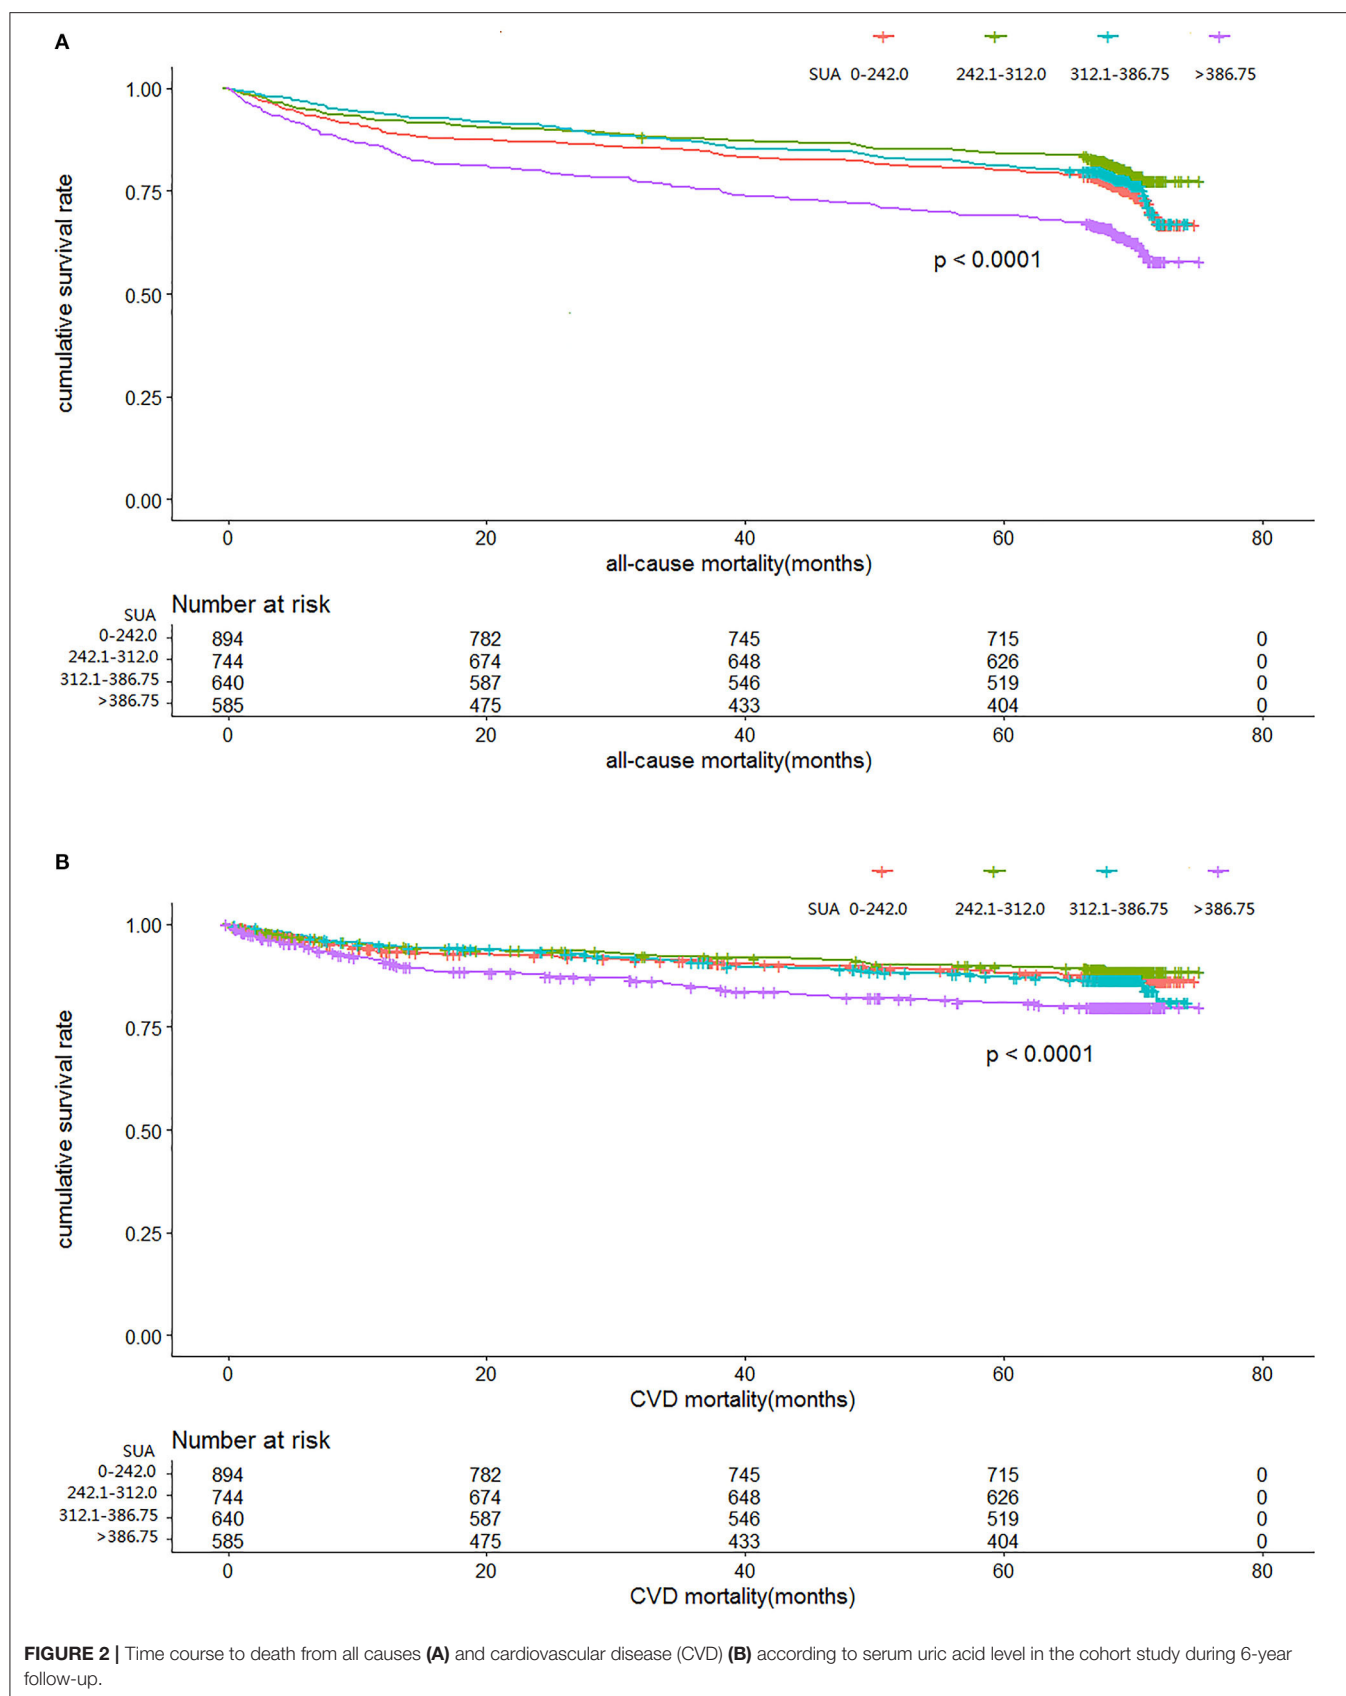 A
SUA 0-242.0 242.1-312.0 312.1-386.75 >386.75
1.00
0.75
0.50
0.25
0.00
cumulative survival rate
p < 0.0001
0 20 40 60 80
all-cause mortality(months)
Number at risk
SUA
0-242.0 894 782 745 715 0
242.1-312.0 744 674 648 626 0
312.1-386.75 640 587 546 519 0
>386.75 585 475 433 404 0
0 20 40 60 80
all-cause mortality(months)
B
SUA 0-242.0 242.1-312.0 312.1-386.75 >386.75
1.00
0.75
0.50
0.25
0.00
cumulative survival rate
p < 0.0001
0 20 40 60 80
CVD mortality(months)
Number at risk
SUA
0-242.0 894 782 745 715 0
242.1-312.0 744 674 648 626 0
312.1-386.75 640 587 546 519 0
>386.75 585 475 433 404 0
0 20 40 60 80
CVD mortality(months)
FIGURE 2 | Time course to death from all causes (A) and cardiovascular disease (CVD) (B) according to serum uric acid level in the cohort study during 6-year
follow-up.